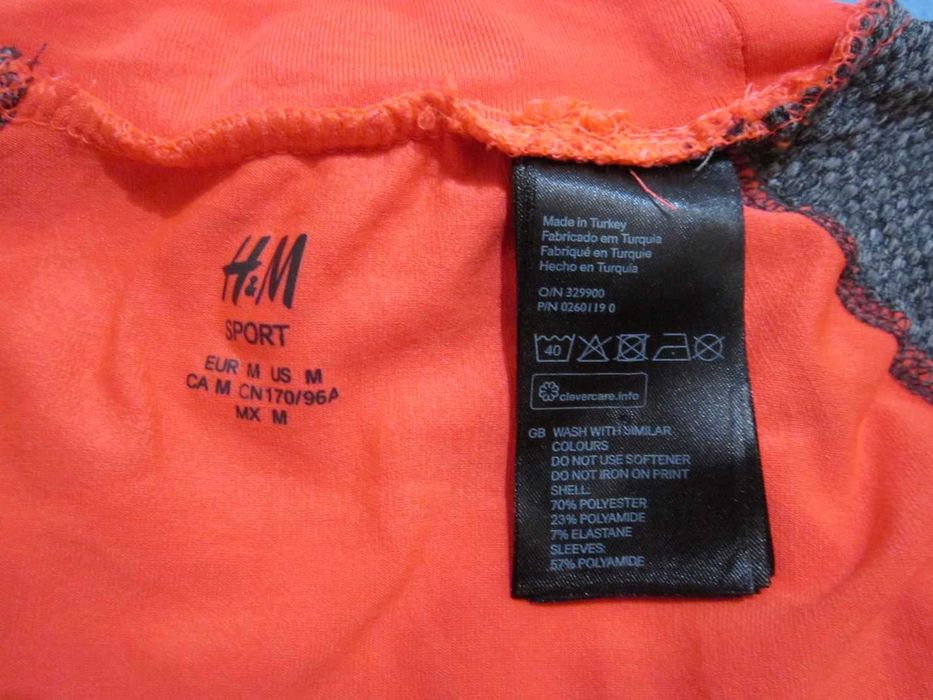 H&M
SPORT
EUR M US M
CA M CN170/96A
MX M
Made in Turkey
Fabricado em Turquia
Fabriqué en Turquie
Hecho en Turquia
O/N 329900
P/N 0260119 0
40
clevercare.info
GB WASH WITH SIMILAR
COLOURS
DO NOT USE SOFTENER
DO NOT IRON ON PRINT
SHELL:
70% POLYESTER
23% POLYAMIDE
7% ELASTANE
SLEEVES:
57% POLYAMIDE